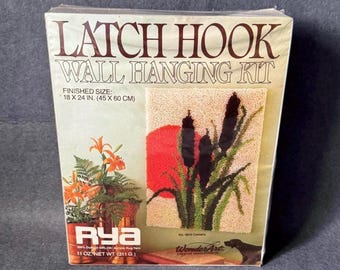 LATCH HOOK
WALL HANGING KIT
FINISHED SIZE:
18 X 24 IN. (45 X 60 CM)
Rya
11 OZ. NET WT. (311 G.)
WonderArt